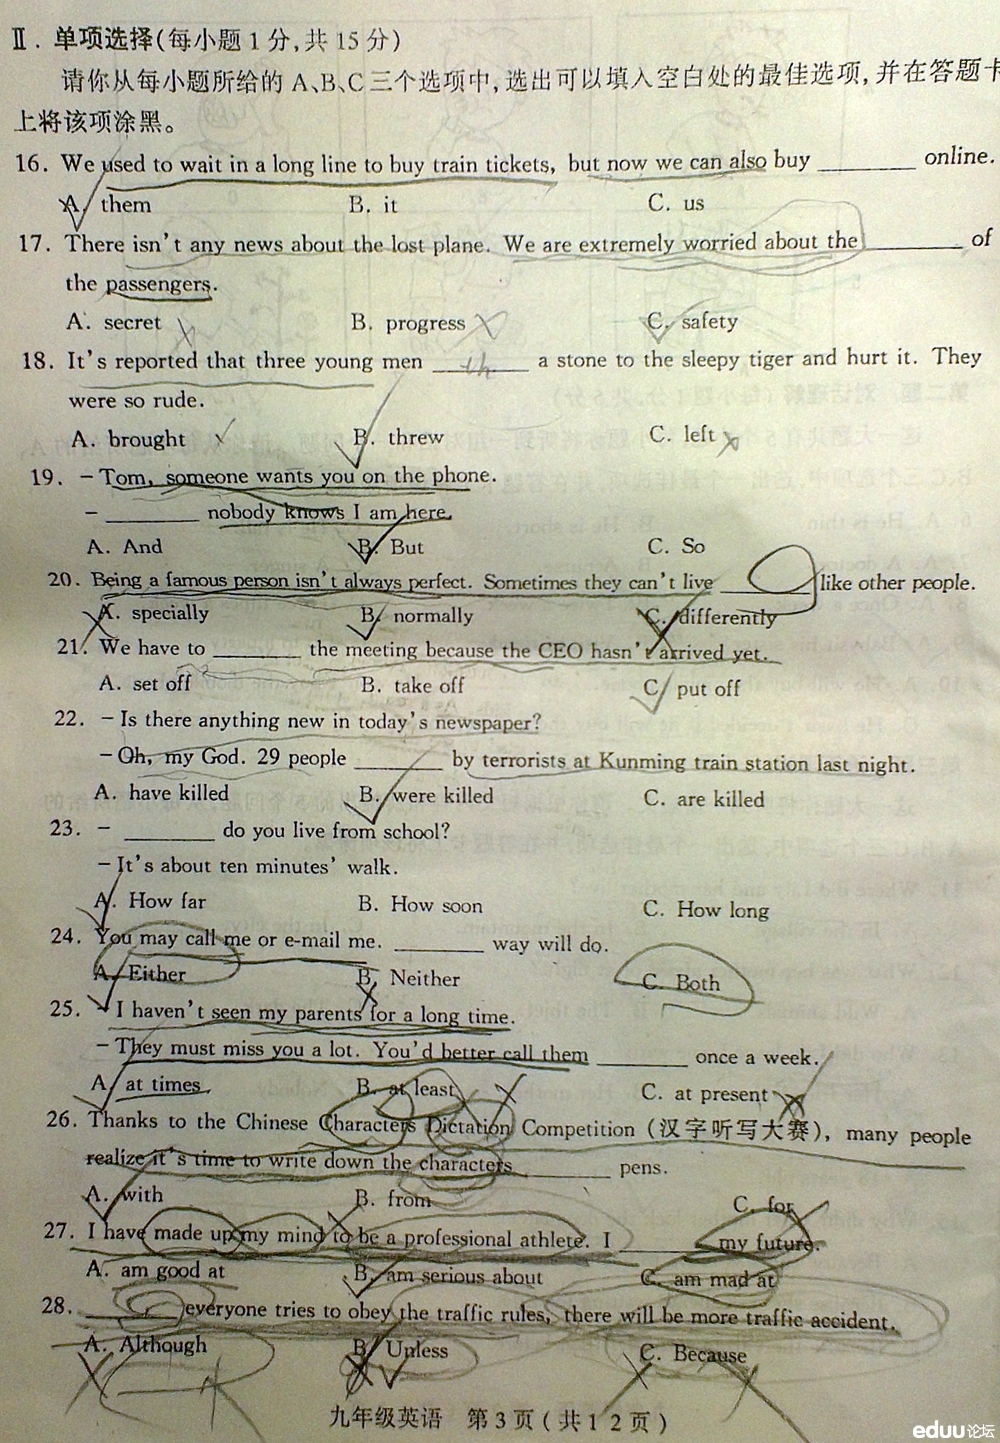 Ⅱ. 单项选择(每小题1分,共15分)
请你从每小题所给的A、B、C三个选项中,选出可以填入空白处的最佳选项,并在答题卡
上将该项涂黑。
16. We used to wait in a long line to buy train tickets, but now we can also buy ________ online.
A. them B. it C. us
17. There isn't any news about the lost plane. We are extremely worried about the ________ of
the passengers.
A. secret B. progress C. safety
18. It's reported that three young men ________ a stone to the sleepy tiger and hurt it. They
th
were so rude.
A. brought B. threw C. left
19. -Tom, someone wants you on the phone.
- ________ nobody knows I am here.
A. And B. But C. So
20. Being a famous person isn't always perfect. Sometimes they can't live ________ like other people.
A. specially B. normally C. differently
21. We have to ________ the meeting because the CEO hasn't arrived yet.
A. set off B. take off C. put off
22. -Is there anything new in today's newspaper?
-Oh, my God. 29 people ________ by terrorists at Kunming train station last night.
A. have killed B. were killed C. are killed
23. - ________ do you live from school?
-It's about ten minutes' walk.
A. How far B. How soon C. How long
24. You may call me or e-mail me. ________ way will do.
A. Either B. Neither C. Both
25. -I haven't seen my parents for a long time.
-They must miss you a lot. You'd better call them ________ once a week.
A. at times B. at least C. at present
26. Thanks to the Chinese Characters Dictation Competition (汉字听写大赛), many people
realize it's time to write down the characters ________ pens.
A. with B. from C. for
27. I have made up my mind to be a professional athlete. I ________ my future.
A. am good at B. am serious about C. am mad at
28. ________ everyone tries to obey the traffic rules, there will be more traffic accident.
A. Although B. Unless C. Because
九年级英语 第3页(共12页)
eduu论坛